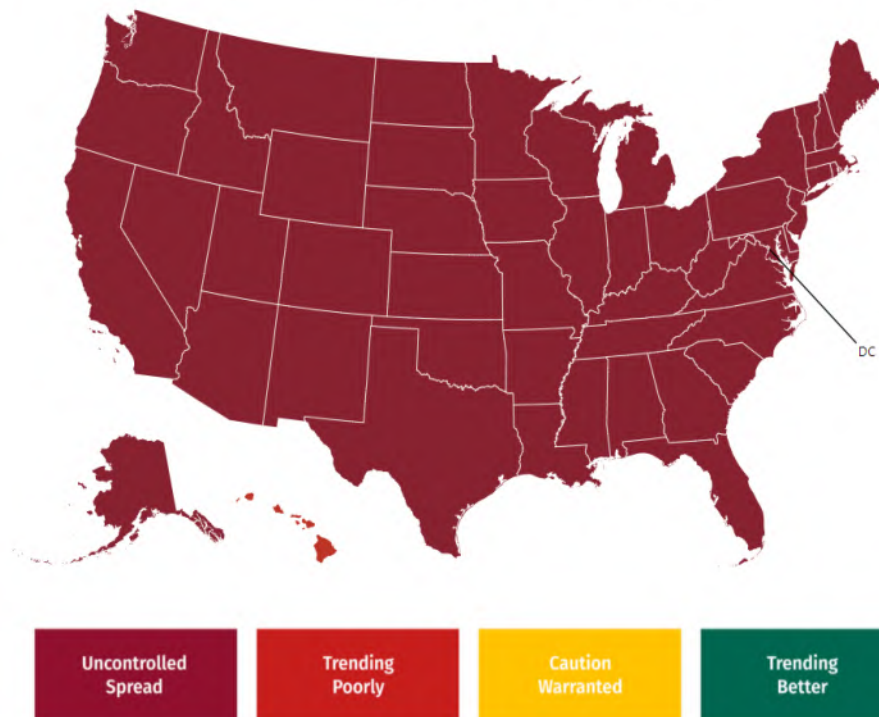 DC
Uncontrolled
Spread
Trending
Poorly
Caution
Warranted
Trending
Better